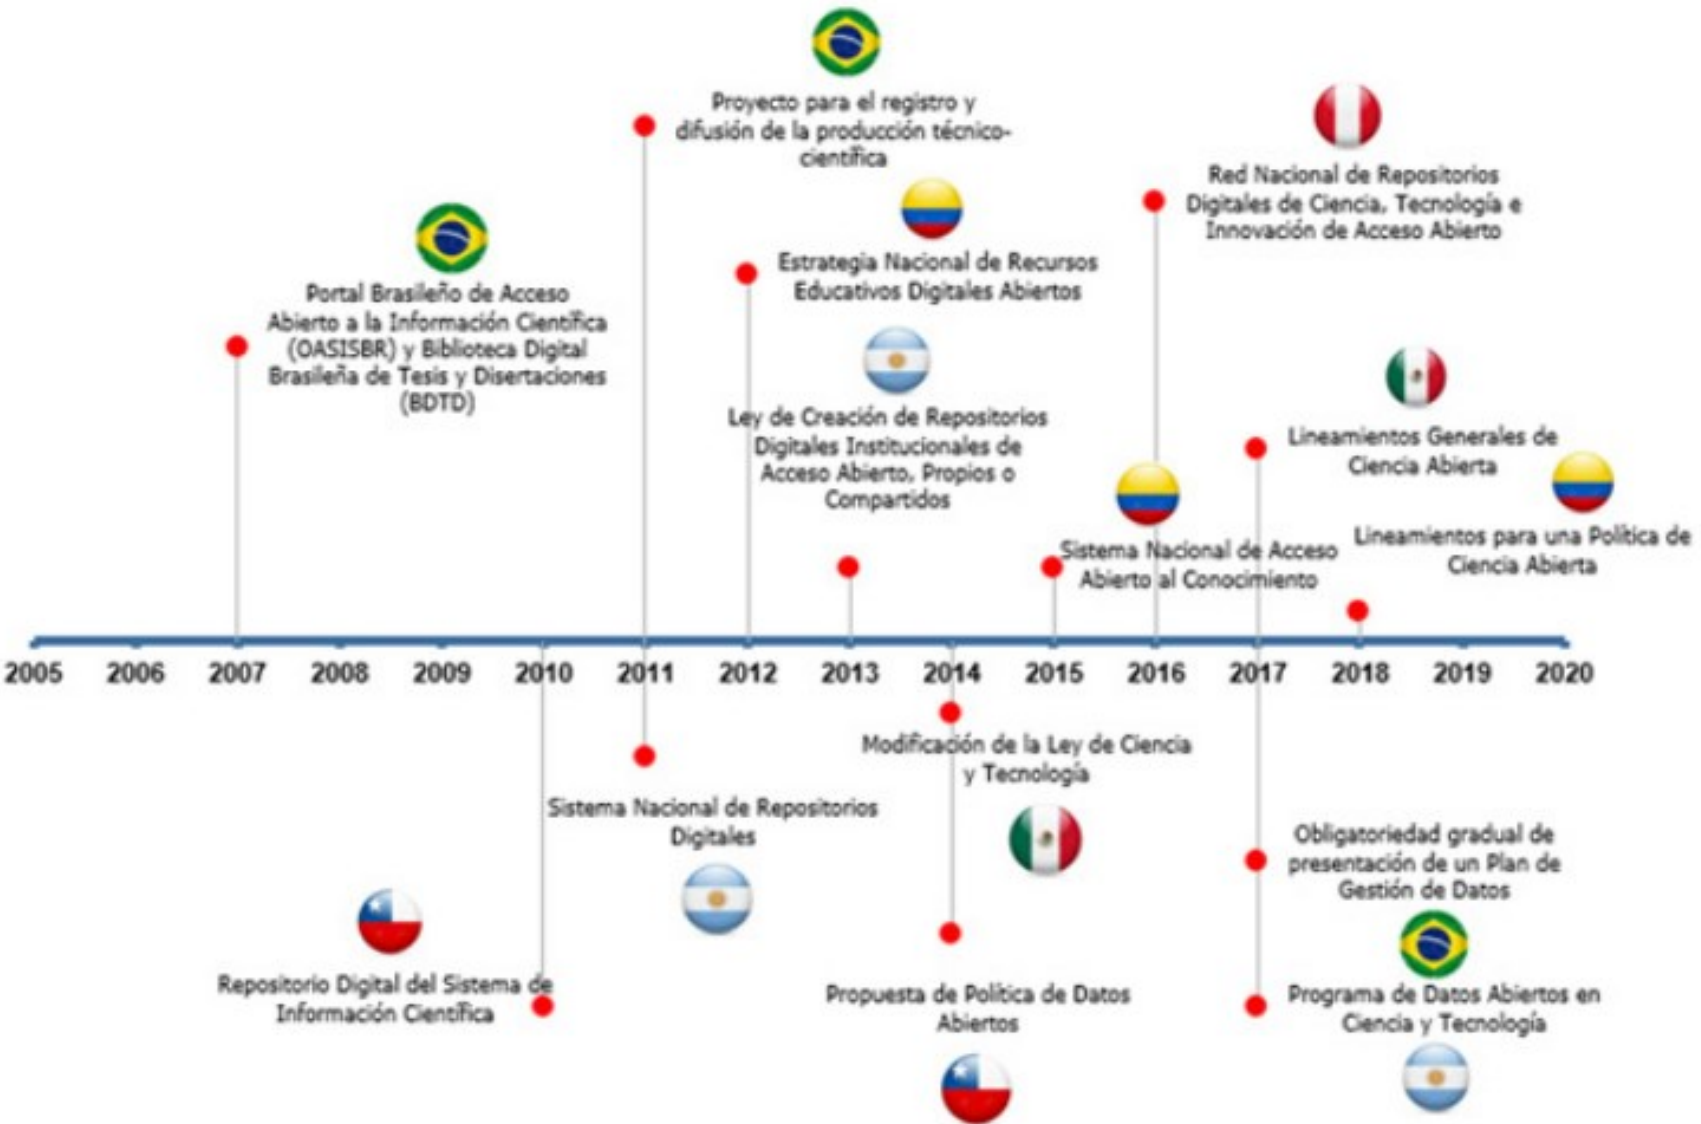 Proyecto para el registro y
difusión de la producción técnico-
científica
Red Nacional de Repositorios
Digitales de Ciencia, Tecnología e
Innovación de Acceso Abierto
Estrategia Nacional de Recursos
Educativos Digitales Abiertos
Portal Brasileño de Acceso
Abierto a la Información Científica
(OASISBR) y Biblioteca Digital
Brasileña de Tesis y Disertaciones
(BDTD)
Ley de Creación de Repositorios
Digitales Institucionales de
Acceso Abierto, Propios o
Compartidos
Lineamientos Generales de
Ciencia Abierta
Sistema Nacional de Acceso
Abierto al Conocimiento
Lineamientos para una Política de
Ciencia Abierta
2005 2006 2007 2008 2009 2010 2011 2012 2013 2014 2015 2016 2017 2018 2019 2020
Modificación de la Ley de Ciencia
y Tecnología
Sistema Nacional de Repositorios
Digitales
Obligatoriedad gradual de
presentación de un Plan de
Gestión de Datos
Repositorio Digital del Sistema de
Información Científica
Propuesta de Política de Datos
Abiertos
Programa de Datos Abiertos en
Ciencia y Tecnología